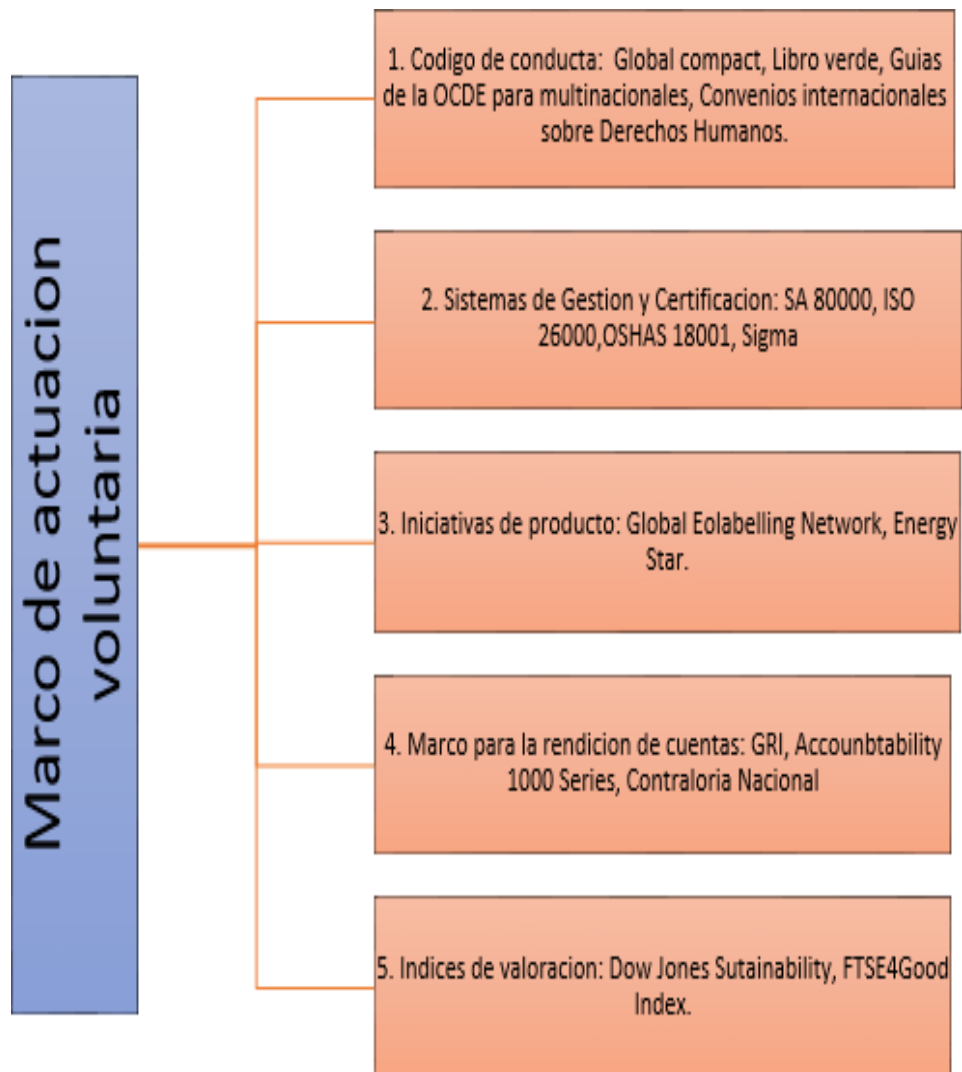 Marco de actuacion
voluntaria
1. Codigo de conducta: Global compact, Libro verde, Guias
de la OCDE para multinacionales, Convenios internacionales
sobre Derechos Humanos.
2. Sistemas de Gestion y Certificacion: SA 80000, ISO
26000,OSHAS 18001, Sigma
3. Iniciativas de producto: Global Eolabelling Network, Energy
Star.
4. Marco para la rendicion de cuentas: GRI, Accounbtability
1000 Series, Contraloria Nacional
5. Indices de valoracion: Dow Jones Sutainability, FTSE4Good
Index.